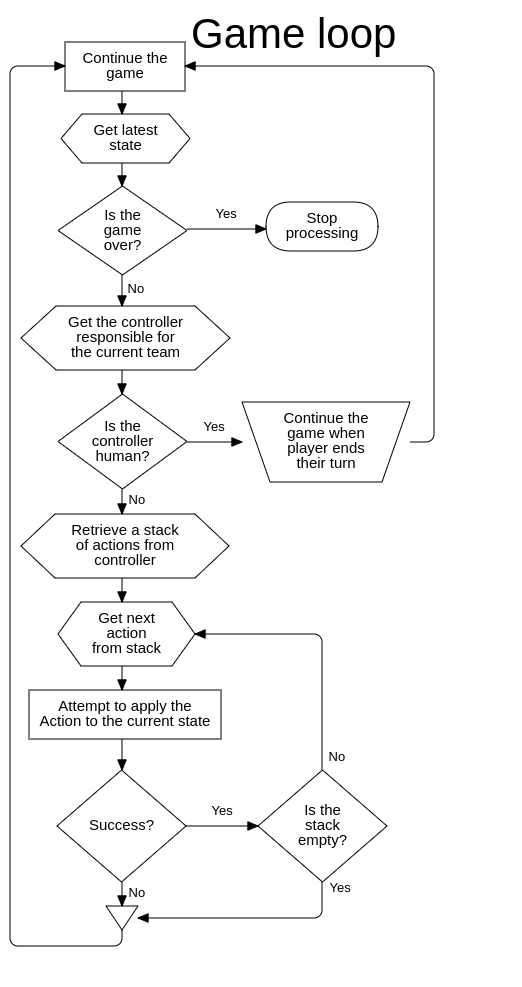 Game loop
Continue the
game
Get latest
state
Is the
game
over?
Yes
Stop
processing
No
Get the controller
responsible for
the current team
Is the
controller
human?
Yes
Continue the
game when
player ends
their turn
No
Retrieve a stack
of actions from
controller
Get next
action
from stack
Attempt to apply the
Action to the current state
No
Success?
Yes
Is the
stack
empty?
No
Yes